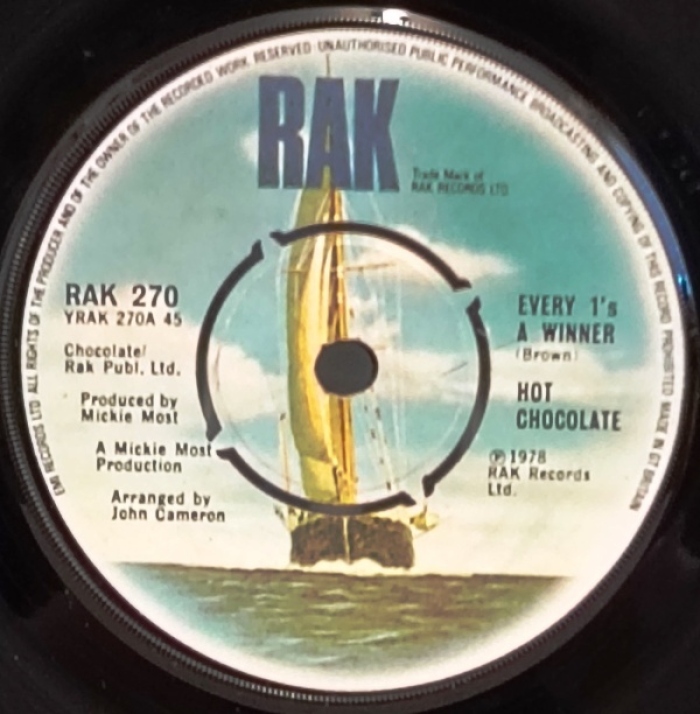 EMI RECORDS LTD ALL RIGHTS OF THE PRODUCER AND OF THE OWNER OF THE RECORDED WORK RESERVED UNAUTHORISED PUBLIC PERFORMANCE BROADCASTING AND COPYING OF THIS RECORD PROHIBITED MADE IN GT BRITAIN
RAK
Trade Mark of
RAK RECORDS LTD
RAK 270
YRAK 270A 45
Chocolate/
Rak Publ. Ltd.
Produced by
Mickie Most
A Mickie Most
Production
Arranged by
John Cameron
EVERY 1's
A WINNER
(Brown)
HOT
CHOCOLATE
℗ 1978
RAK Records
Ltd.